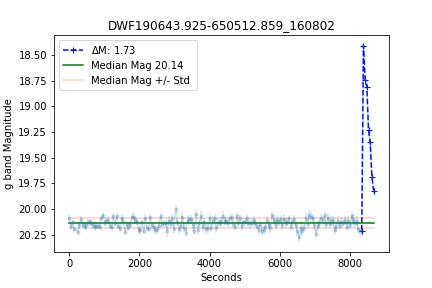 DWF190643.925-650512.859_160802
ΔM: 1.73
Median Mag 20.14
Median Mag +/- Std
g band Magnitude
18.50
18.75
19.00
19.25
19.50
19.75
20.00
20.25
0 2000 4000 6000 8000
Seconds